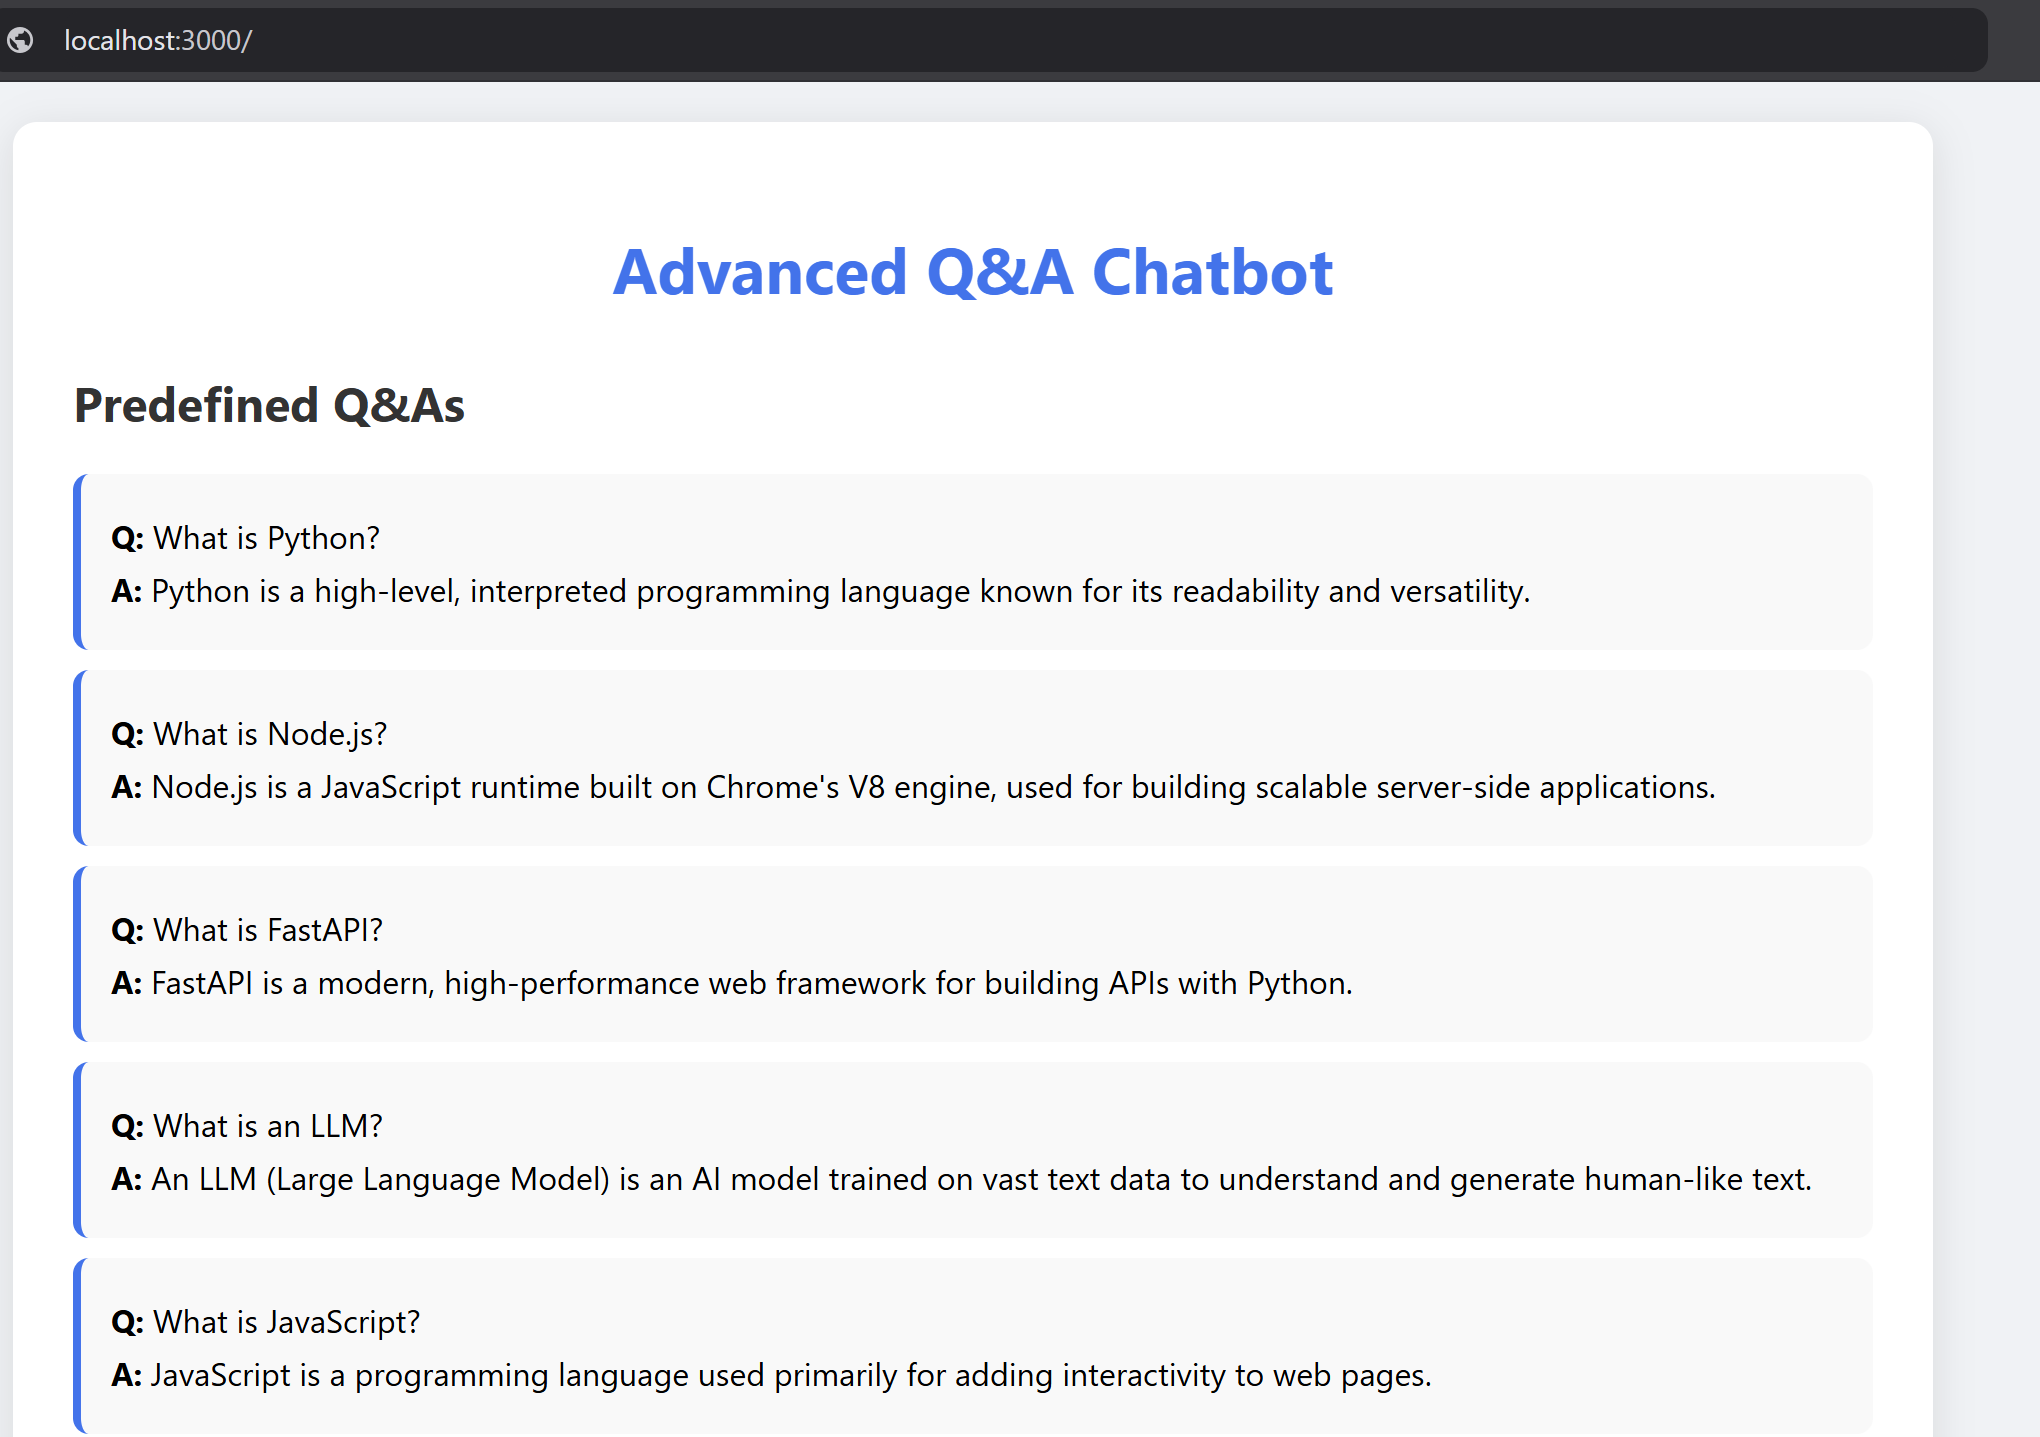 localhost:3000/
Advanced Q&A Chatbot
Predefined Q&As
Q: What is Python?
A: Python is a high-level, interpreted programming language known for its readability and versatility.
Q: What is Node.js?
A: Node.js is a JavaScript runtime built on Chrome's V8 engine, used for building scalable server-side applications.
Q: What is FastAPI?
A: FastAPI is a modern, high-performance web framework for building APIs with Python.
Q: What is an LLM?
A: An LLM (Large Language Model) is an AI model trained on vast text data to understand and generate human-like text.
Q: What is JavaScript?
A: JavaScript is a programming language used primarily for adding interactivity to web pages.